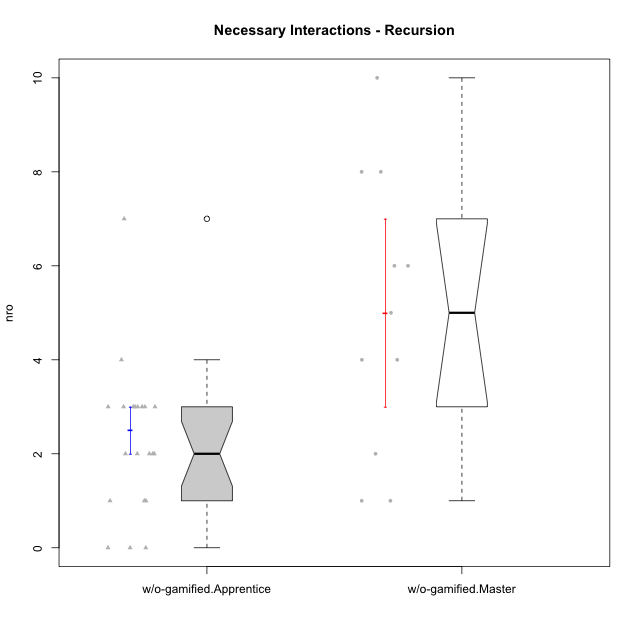 Necessary Interactions - Recursion
10
8
6
4
2
0
nro
w/o-gamified.Apprentice
w/o-gamified.Master